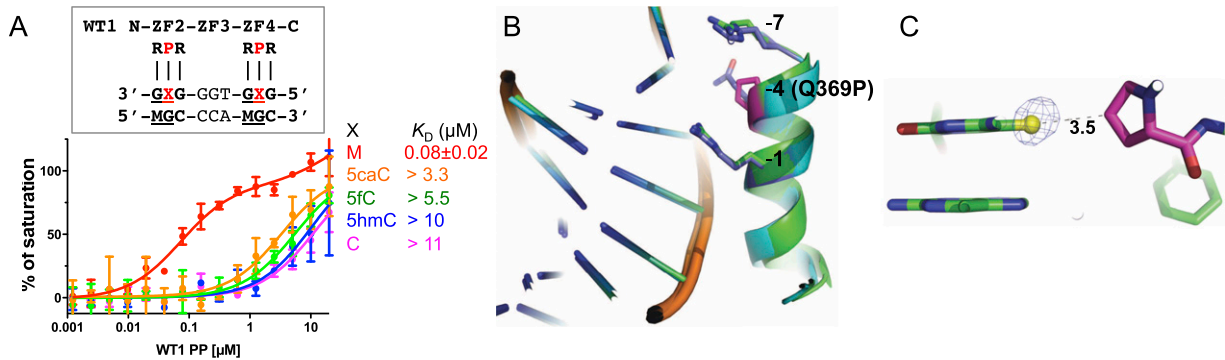 A
WT1 N-ZF2-ZF3-ZF4-C
RPR RPR
||| |||
3’-GXG-GGT-GXG-5’
5’-MGC-CCA-MGC-3’
X KD (μM)
M 0.08±0.02
5caC > 3.3
5fC > 5.5
5hmC > 10
C > 11
% of saturation
100
50
0
0.001 0.01 0.1 1 10
WT1 PP [μM]
B
-7
-4 (Q369P)
-1
C
3.5